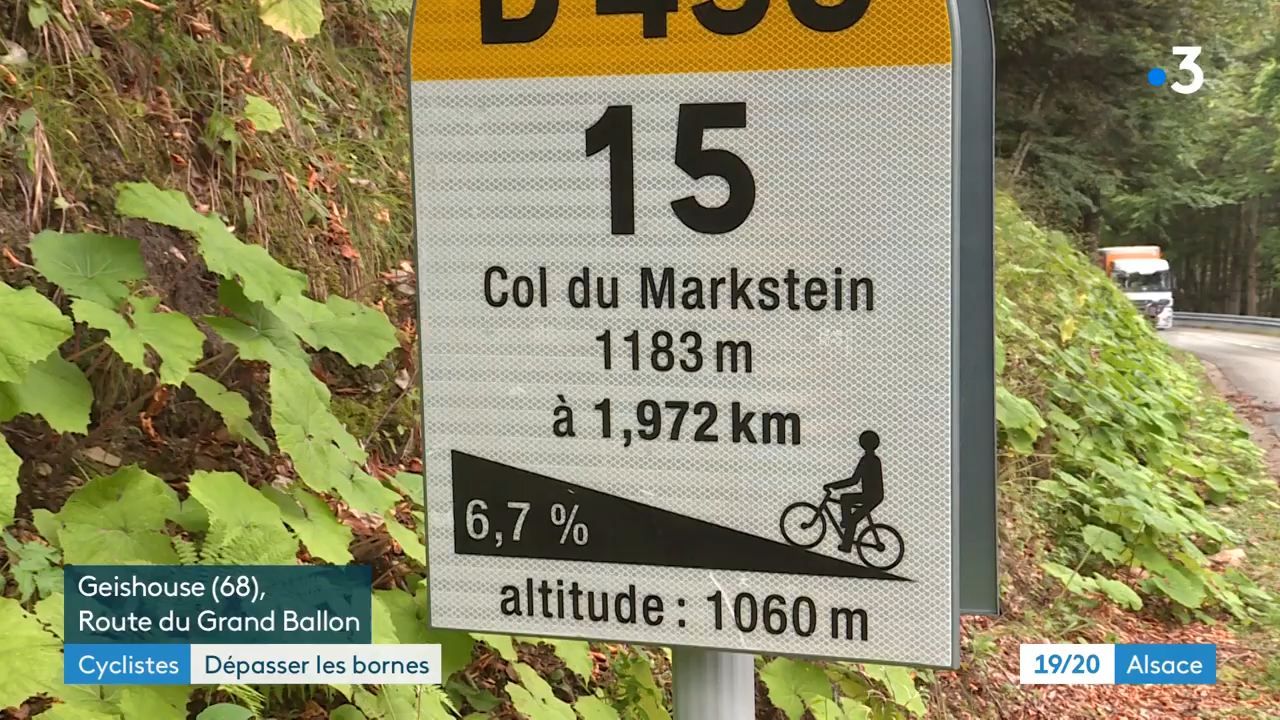 15
Col du Markstein
1183 m
à 1,972 km
6,7 %
altitude : 1060 m
3
Geishouse (68),
Route du Grand Ballon
Cyclistes Dépasser les bornes
19/20 Alsace